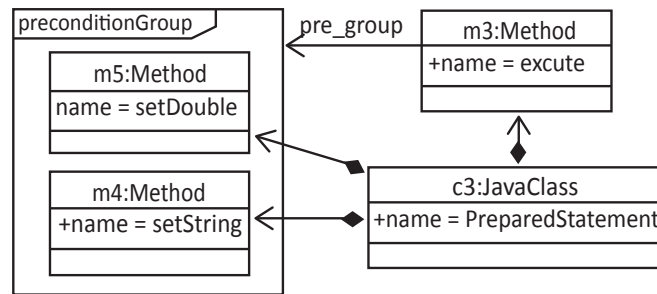 preconditionGroup
pre_group
m3:Method
+name = excute
m5:Method
name = setDouble
m4:Method
+name = setString
c3:JavaClass
+name = PreparedStatement